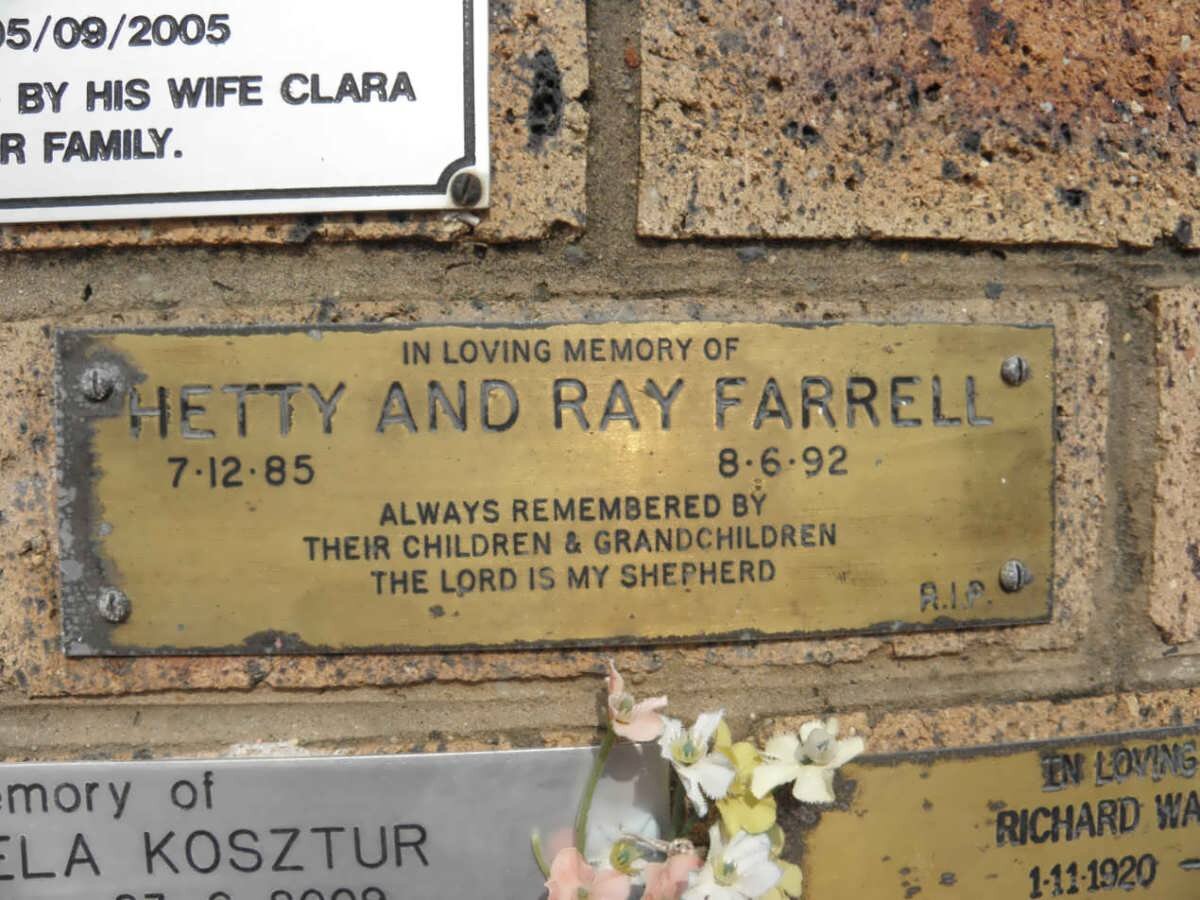 05/09/2005
BY HIS WIFE CLARA
R FAMILY.
IN LOVING MEMORY OF
HETTY AND RAY FARRELL
7·12·85 8·6·92
ALWAYS REMEMBERED BY
THEIR CHILDREN & GRANDCHILDREN
THE LORD IS MY SHEPHERD
R.I.P.
emory of
ELA KOSZTUR
IN LOVING
RICHARD WA
1·11·1920 –